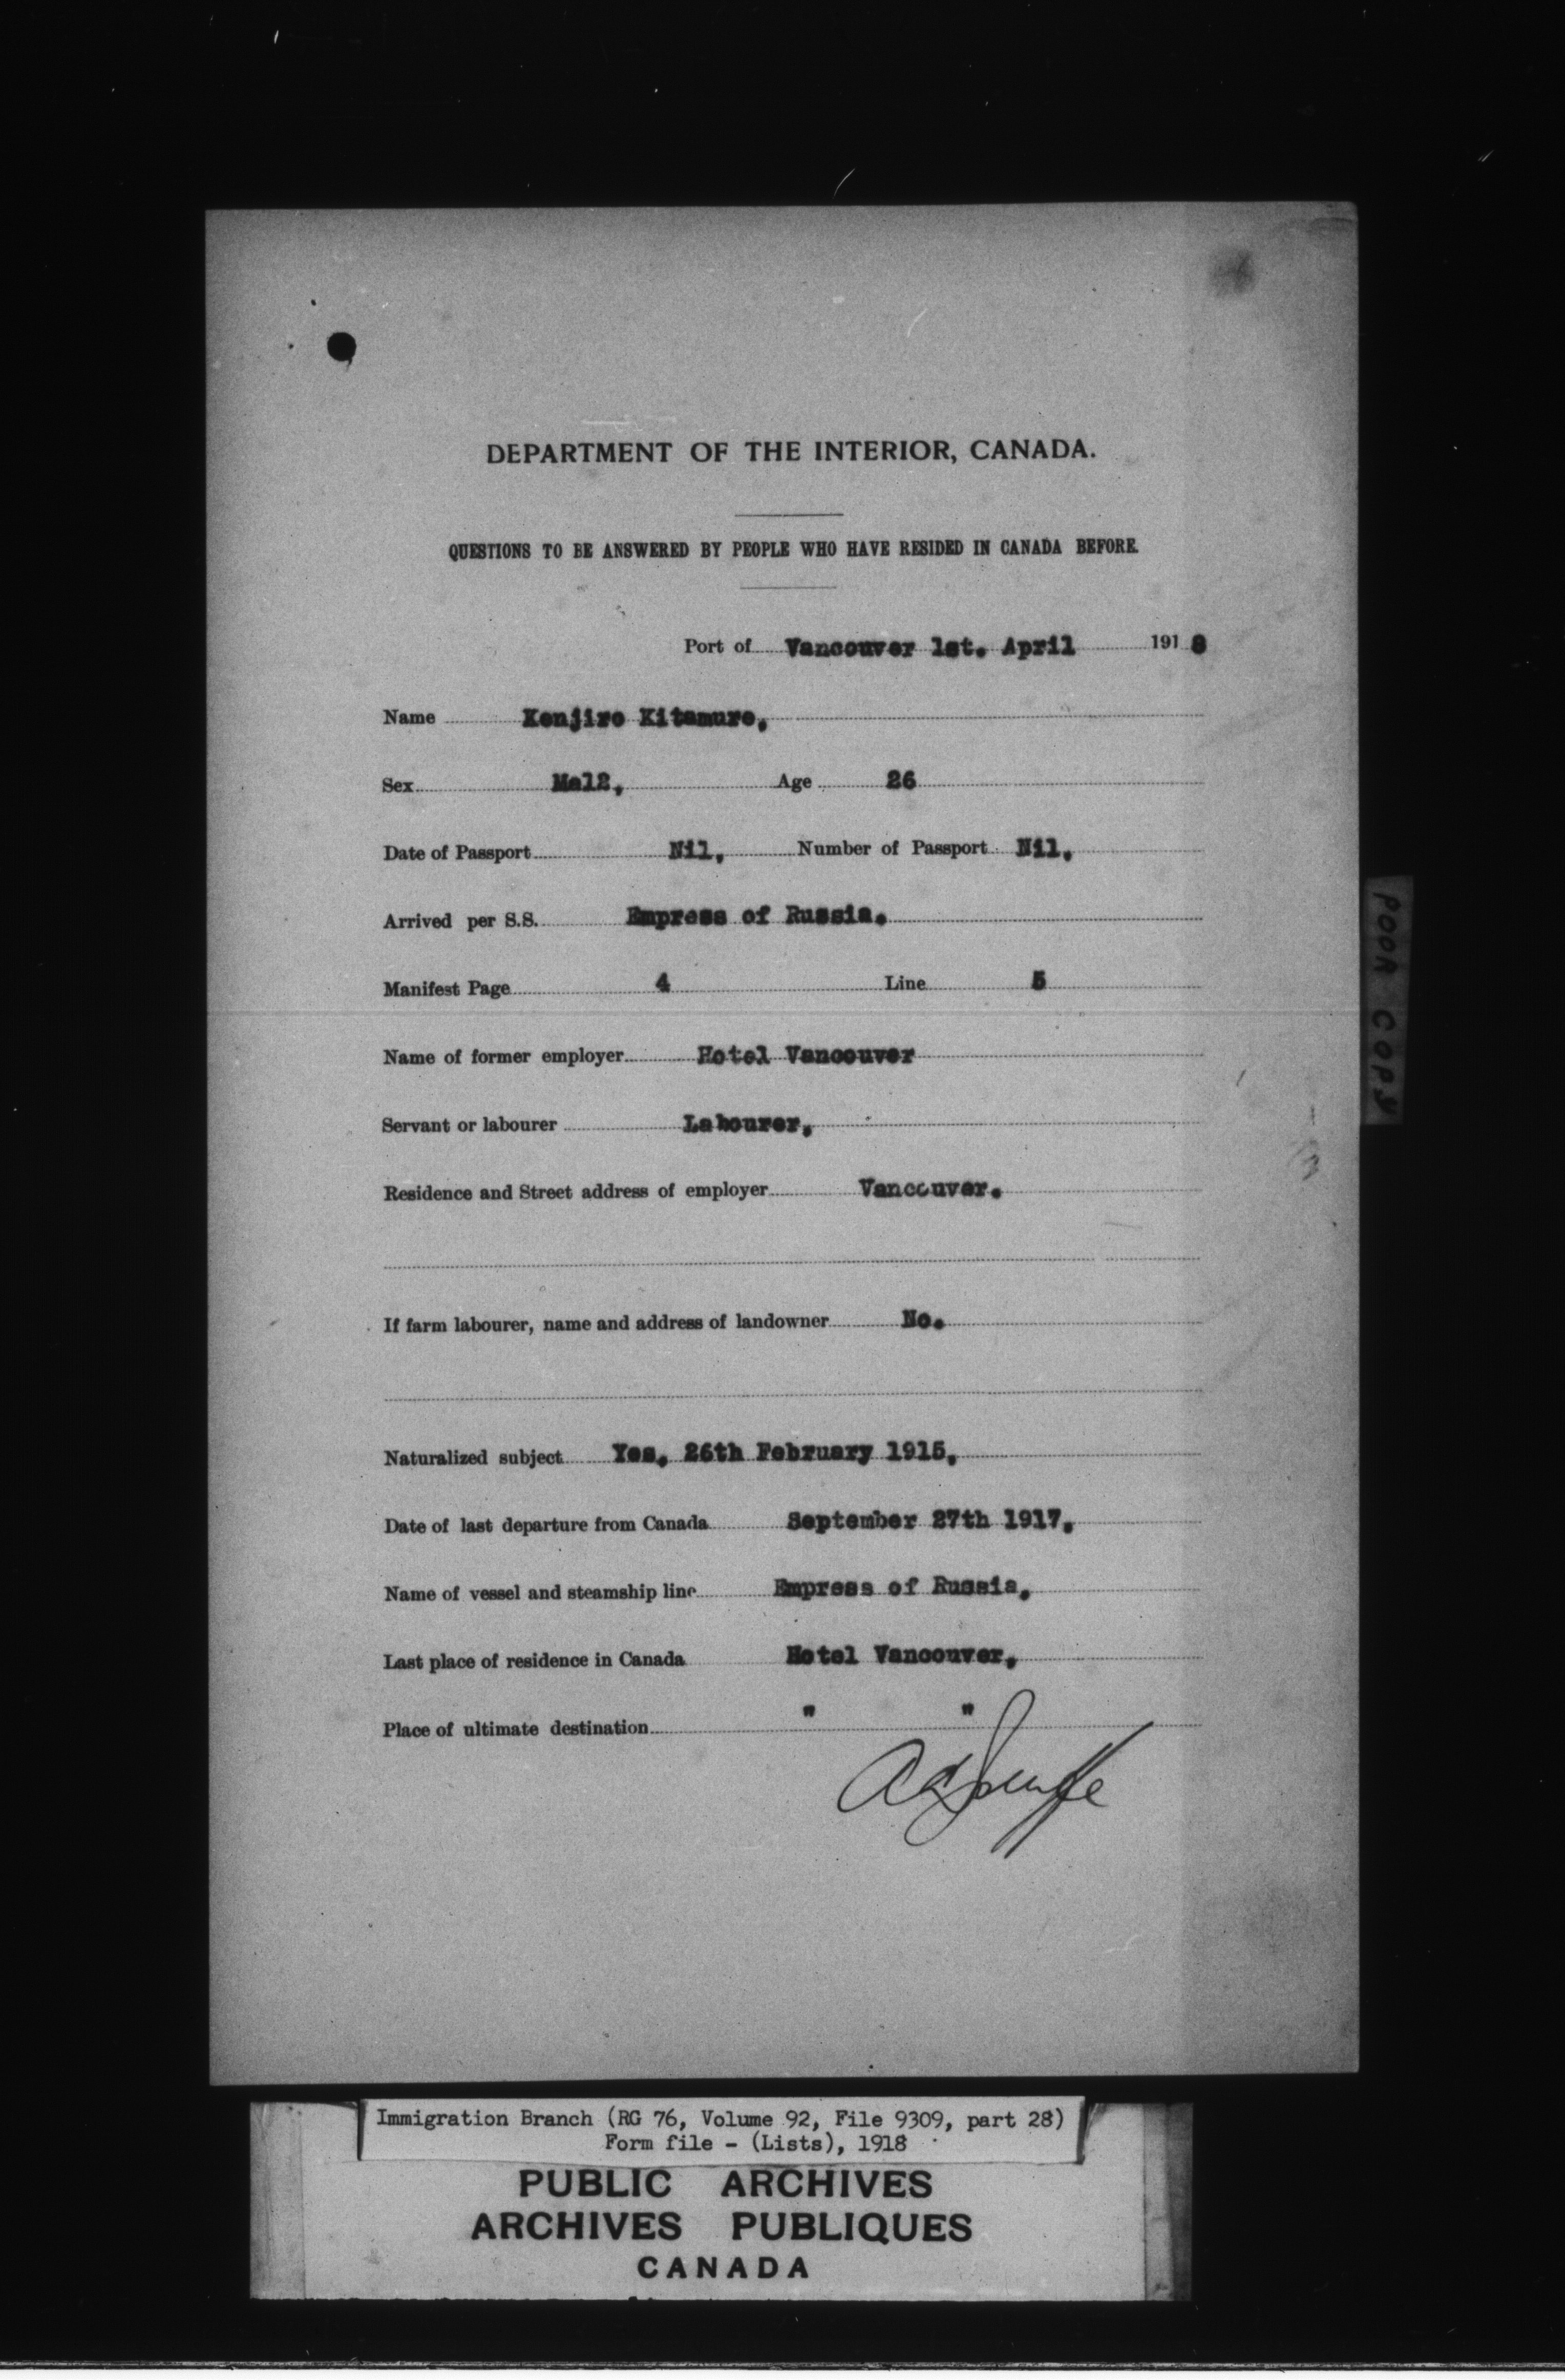 DEPARTMENT OF THE INTERIOR, CANADA.
QUESTIONS TO BE ANSWERED BY PEOPLE WHO HAVE RESIDED IN CANADA BEFORE.
Port of Vancouver 1st. April 1918
Name Kenjiro Kitamura,
Sex Mal2, Age 26
Date of Passport Nil, Number of Passport Nil,
Arrived per S.S. Empress of Russia.
Manifest Page 4 Line 5
Name of former employer Hotel Vancouver
Servant or labourer Labourer,
Residence and Street address of employer Vancouver.
If farm labourer, name and address of landowner No.
Naturalized subject Yes, 26th February 1915,
Date of last departure from Canada September 27th 1917,
Name of vessel and steamship line Empress of Russia,
Last place of residence in Canada Hotel Vancouver,
Place of ultimate destination " "
POOR COPY
Immigration Branch (RG 76, Volume 92, File 9309, part 28)
Form file - (Lists), 1918
PUBLIC ARCHIVES
ARCHIVES PUBLIQUES
CANADA